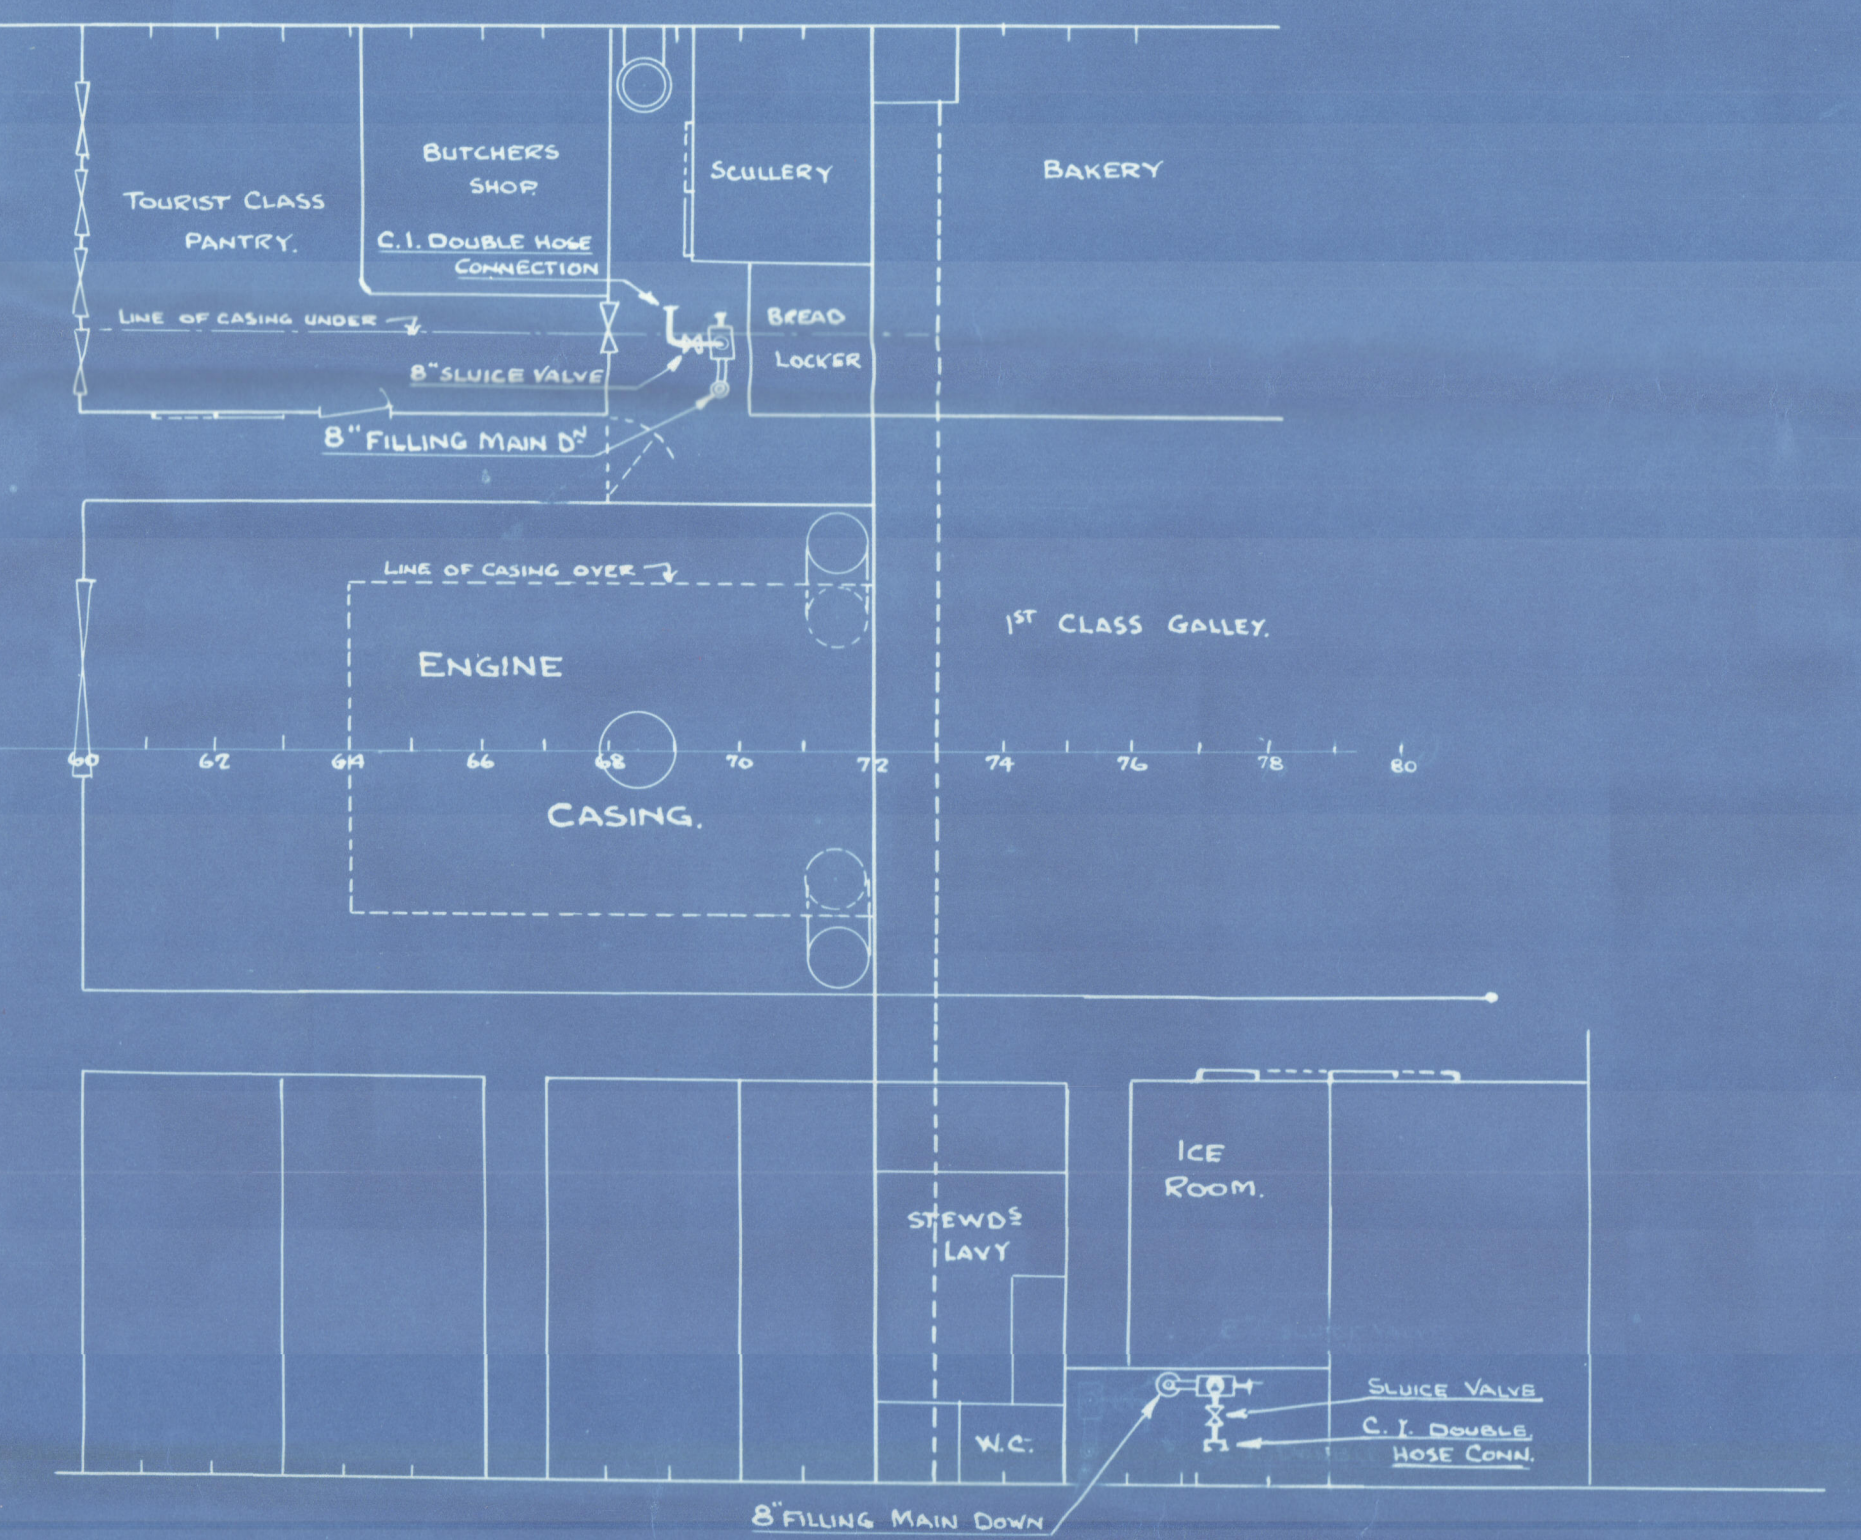 BUTCHERS
SHOP.
SCULLERY
BAKERY
TOURIST CLASS
PANTRY.
C.I. DOUBLE HOSE
CONNECTION
LINE OF CASING UNDER
BREAD
LOCKER
8" SLUICE VALVE
8" FILLING MAIN Dᴺ
LINE OF CASING OVER
1ST CLASS GALLEY.
ENGINE
60 62 64 66 68 70 72 74 76 78 80
CASING.
ICE
ROOM.
STEWDS
LAVY
SLUICE VALVE
C.I. DOUBLE
HOSE CONN.
W.C.
8" FILLING MAIN DOWN